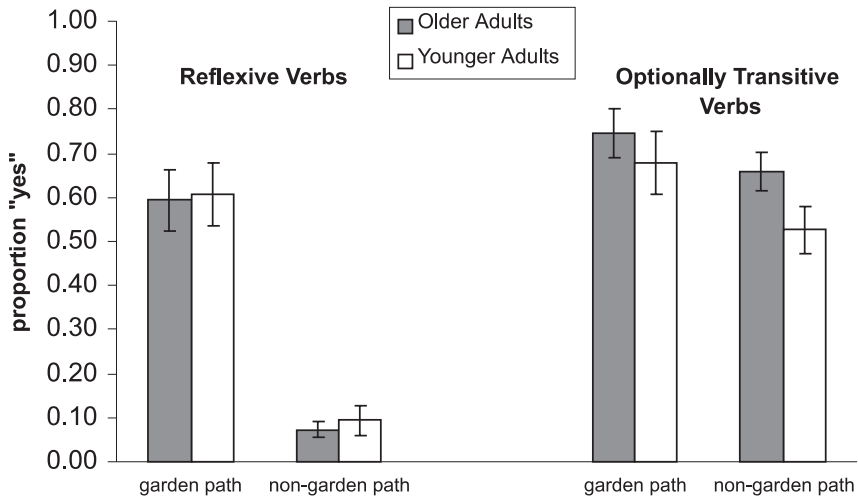 1.00
0.90
0.80
0.70
0.60
0.50
0.40
0.30
0.20
0.10
0.00
proportion "yes"
Older Adults
Younger Adults
Reflexive Verbs
Optionally Transitive
Verbs
garden path
non-garden path
garden path
non-garden path